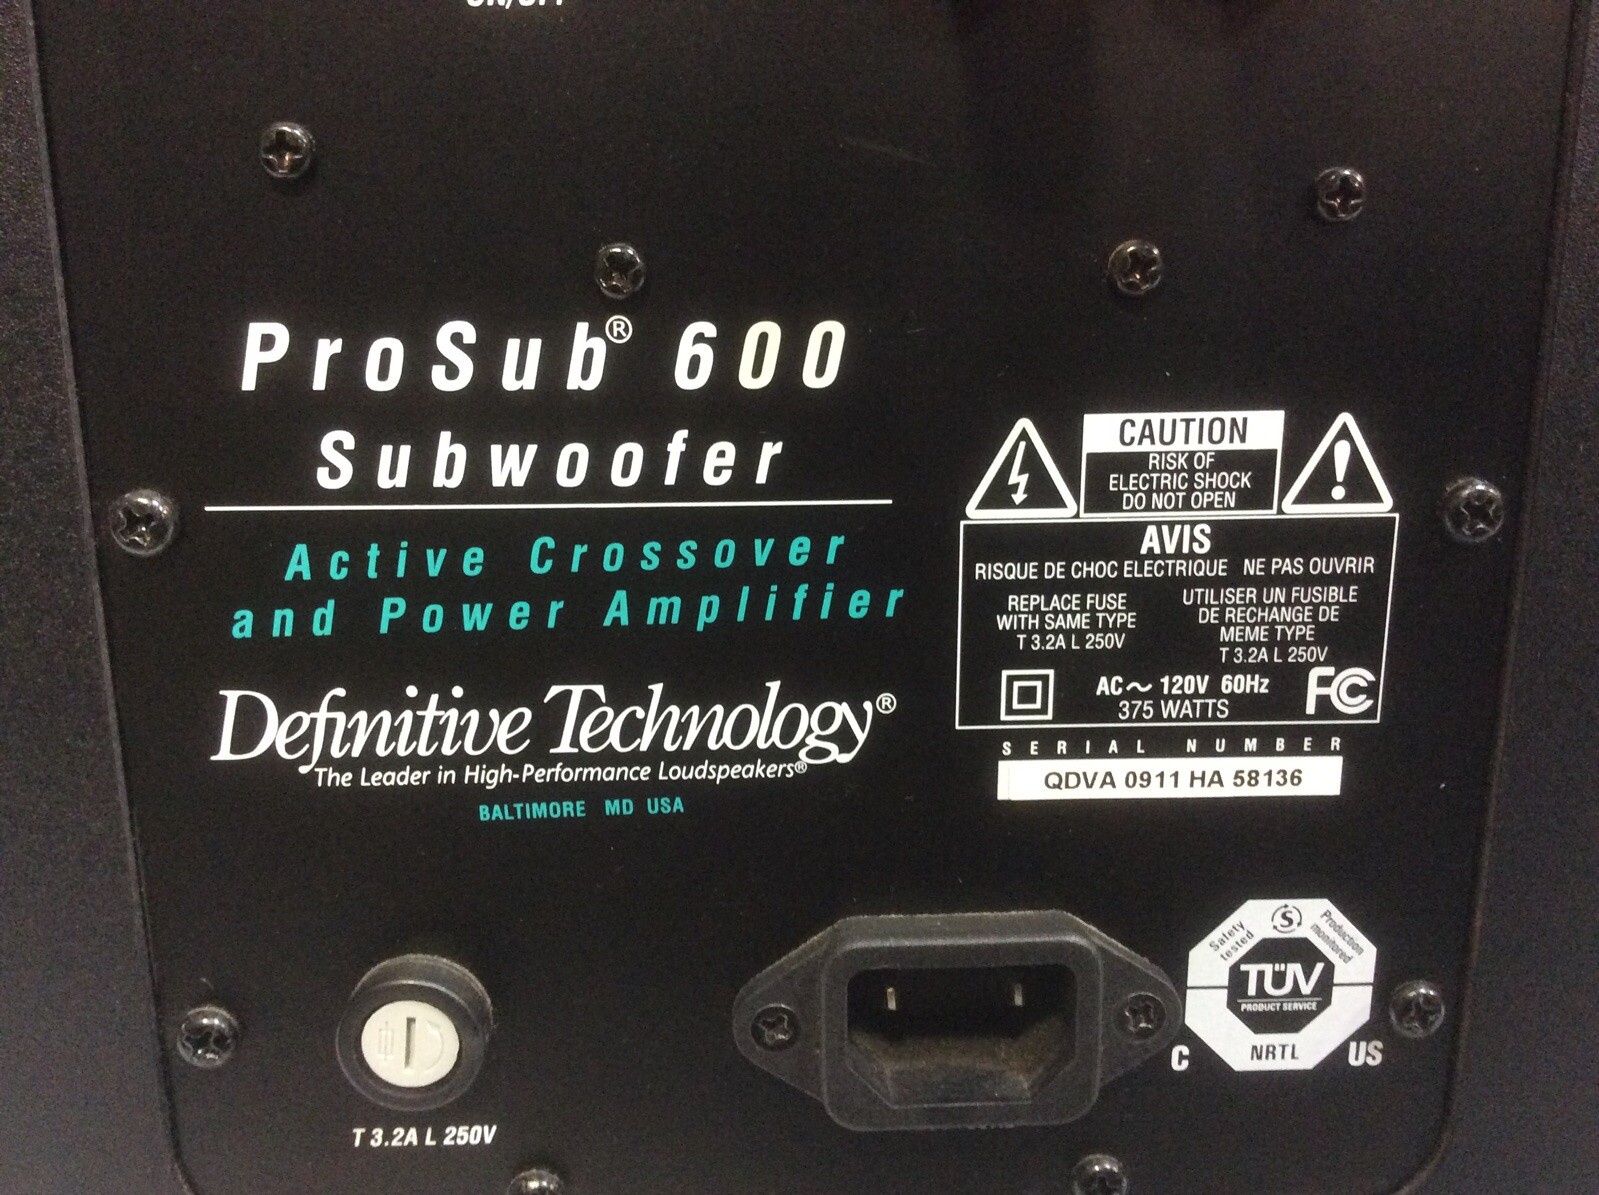 ON/OFF
ProSub® 600
Subwoofer
Active Crossover
and Power Amplifier
Definitive Technology®
The Leader in High-Performance Loudspeakers®
BALTIMORE MD USA
CAUTION
RISK OF
ELECTRIC SHOCK
DO NOT OPEN
AVIS
RISQUE DE CHOC ELECTRIQUE NE PAS OUVRIR
REPLACE FUSE
WITH SAME TYPE
T 3.2A L 250V
UTILISER UN FUSIBLE
DE RECHANGE DE
MEME TYPE
T 3.2A L 250V
AC~ 120V 60Hz
375 WATTS
FC
SERIAL NUMBER
QDVA 0911 HA 58136
T 3.2A L 250V
Safety
tested
S
Production
monitored
TÜV
PRODUCT SERVICE
NRTL
C
US